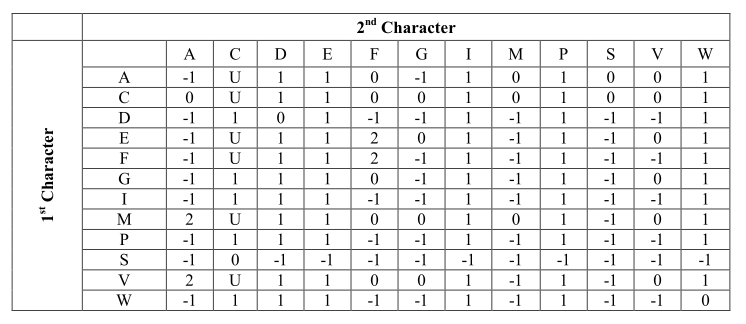 2nd Character
1st Character
A C D E F G I M P S V W
A -1 U 1 1 0 -1 1 0 1 0 0 1
C 0 U 1 1 0 0 1 0 1 0 0 1
D -1 1 0 1 -1 -1 1 -1 1 -1 -1 1
E -1 U 1 1 2 0 1 -1 1 -1 0 1
F -1 U 1 1 2 -1 1 -1 1 -1 -1 1
G -1 1 1 1 0 -1 1 -1 1 -1 0 1
I -1 1 1 1 -1 -1 1 -1 1 -1 -1 1
M 2 U 1 1 0 0 1 0 1 -1 0 1
P -1 1 1 1 -1 -1 1 -1 1 -1 -1 1
S -1 0 -1 -1 -1 -1 -1 -1 -1 -1 -1 -1
V 2 U 1 1 0 0 1 -1 1 -1 0 1
W -1 1 1 1 -1 -1 1 -1 1 -1 -1 0